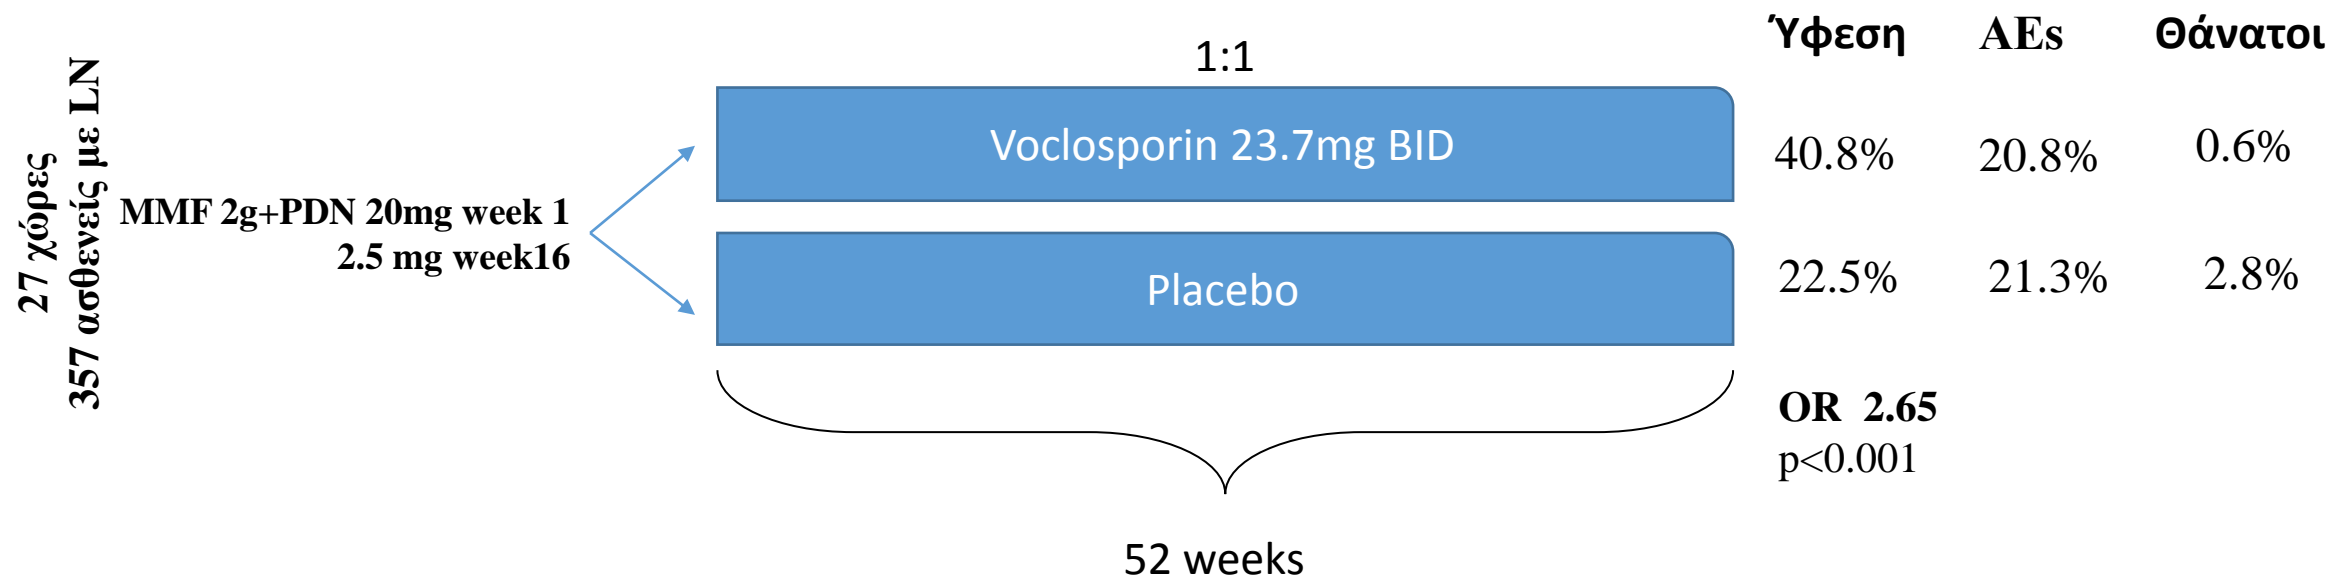 27 χώρες
357 ασθενείς με LN
MMF 2g+PDN 20mg week 1
2.5 mg week16
1:1
Voclosporin 23.7mg BID
Placebo
52 weeks
Ύφεση AEs Θάνατοι
40.8% 20.8% 0.6%
22.5% 21.3% 2.8%
OR 2.65
p<0.001